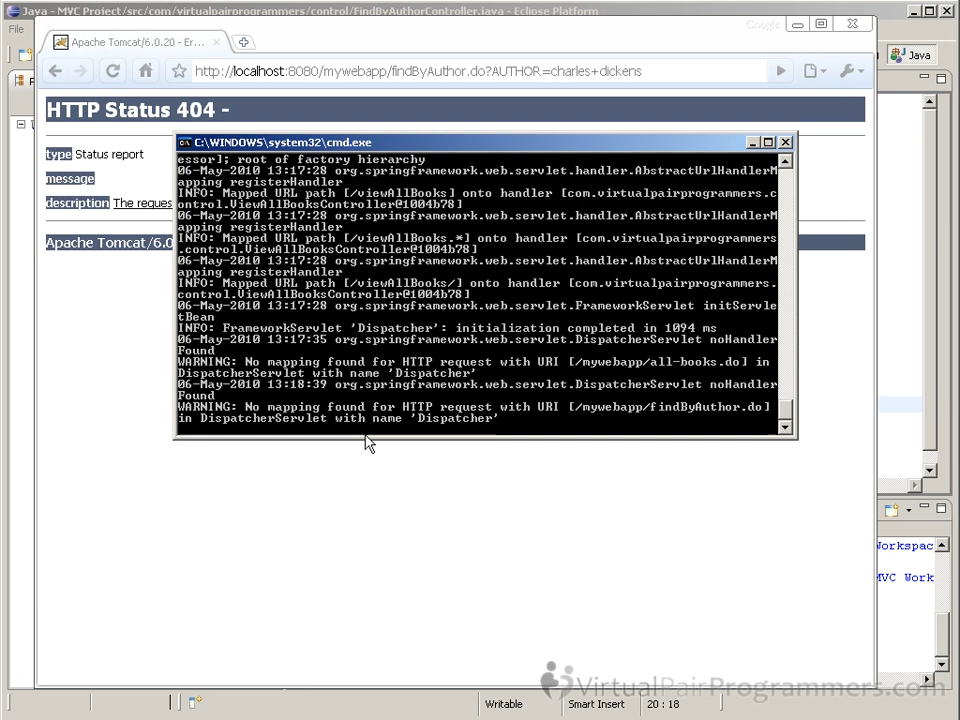 Java - MVC Project/src/com/virtualpairprogrammers/control/FindByAuthorController.java - Eclipse Platform
File
Google
Apache Tomcat/6.0.20 - Er...
http://localhost:8080/mywebapp/findByAuthor.do?AUTHOR=charles+dickens
Java
HTTP Status 404 -
type Status report
message
description The reques
Apache Tomcat/6.0
C:\WINDOWS\system32\cmd.exe
essor]; root of factory hierarchy
06-May-2010 13:17:28 org.springframework.web.servlet.handler.AbstractUrlHandlerM
apping registerHandler
INFO: Mapped URL path [/viewAllBooks] onto handler [com.virtualpairprogrammers.c
ontrol.ViewAllBooksController@1004b78]
06-May-2010 13:17:28 org.springframework.web.servlet.handler.AbstractUrlHandlerM
apping registerHandler
INFO: Mapped URL path [/viewAllBooks.*] onto handler [com.virtualpairprogrammers
.control.ViewAllBooksController@1004b78]
06-May-2010 13:17:28 org.springframework.web.servlet.handler.AbstractUrlHandlerM
apping registerHandler
INFO: Mapped URL path [/viewAllBooks/] onto handler [com.virtualpairprogrammers.
control.ViewAllBooksController@1004b78]
06-May-2010 13:17:28 org.springframework.web.servlet.FrameworkServlet initServle
tBean
INFO: FrameworkServlet 'Dispatcher': initialization completed in 1094 ms
06-May-2010 13:17:35 org.springframework.web.servlet.DispatcherServlet noHandler
Found
WARNING: No mapping found for HTTP request with URI [/mywebapp/all-books.do] in
DispatcherServlet with name 'Dispatcher'
06-May-2010 13:18:39 org.springframework.web.servlet.DispatcherServlet noHandler
Found
WARNING: No mapping found for HTTP request with URI [/mywebapp/findByAuthor.do]
in DispatcherServlet with name 'Dispatcher'
Workspac
MVC Work
VirtualPairProgrammers.com
Writable
Smart Insert
20 : 18